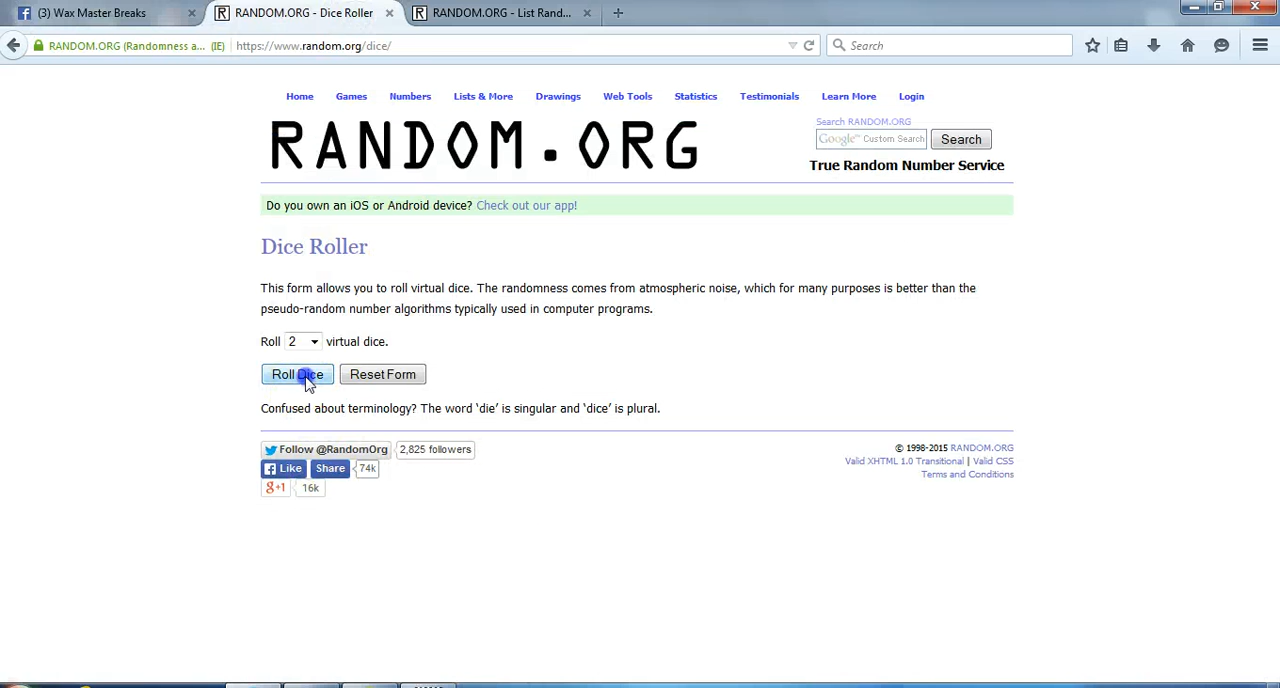 (3) Wax Master Breaks
RANDOM.ORG - Dice Roller
RANDOM.ORG - List Rand...
RANDOM.ORG (Randomness a... (IE)
https://www.random.org/dice/
Search
Home Games Numbers Lists & More Drawings Web Tools Statistics Testimonials Learn More Login
RANDOM.ORG
Search RANDOM.ORG
Google™ Custom Search
Search
True Random Number Service
Do you own an iOS or Android device? Check out our app!
Dice Roller
This form allows you to roll virtual dice. The randomness comes from atmospheric noise, which for many purposes is better than the
pseudo-random number algorithms typically used in computer programs.
Roll 2 virtual dice.
Roll Dice Reset Form
Confused about terminology? The word ‘die’ is singular and ‘dice’ is plural.
Follow @RandomOrg 2,825 followers
Like Share 74k
g+1 16k
© 1998-2015 RANDOM.ORG
Valid XHTML 1.0 Transitional | Valid CSS
Terms and Conditions